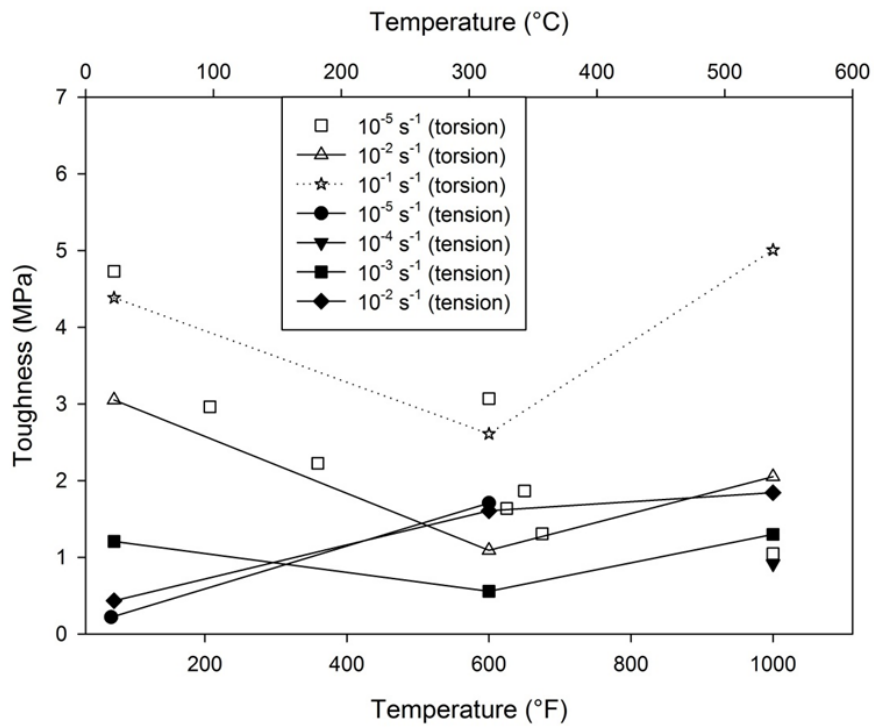 Temperature (°C)
0 100 200 300 400 500 600
7
6
5
4
3
2
1
0
Toughness (MPa)
10⁻⁵ s⁻¹ (torsion)
10⁻² s⁻¹ (torsion)
10⁻¹ s⁻¹ (torsion)
10⁻⁵ s⁻¹ (tension)
10⁻⁴ s⁻¹ (tension)
10⁻³ s⁻¹ (tension)
10⁻² s⁻¹ (tension)
200 400 600 800 1000
Temperature (°F)